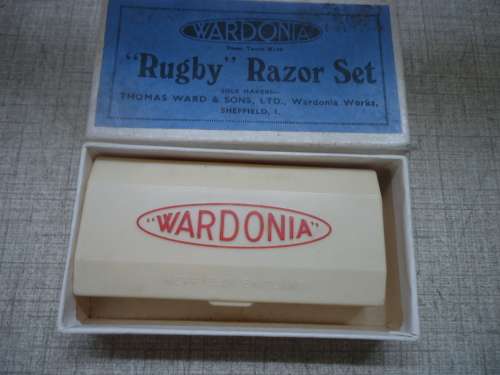 WARDONIA
"Rugby" Razor Set
SOLE MAKERS:-
THOMAS WARD & SONS, LTD., Wardonia Works,
SHEFFIELD, 1.
"WARDONIA"